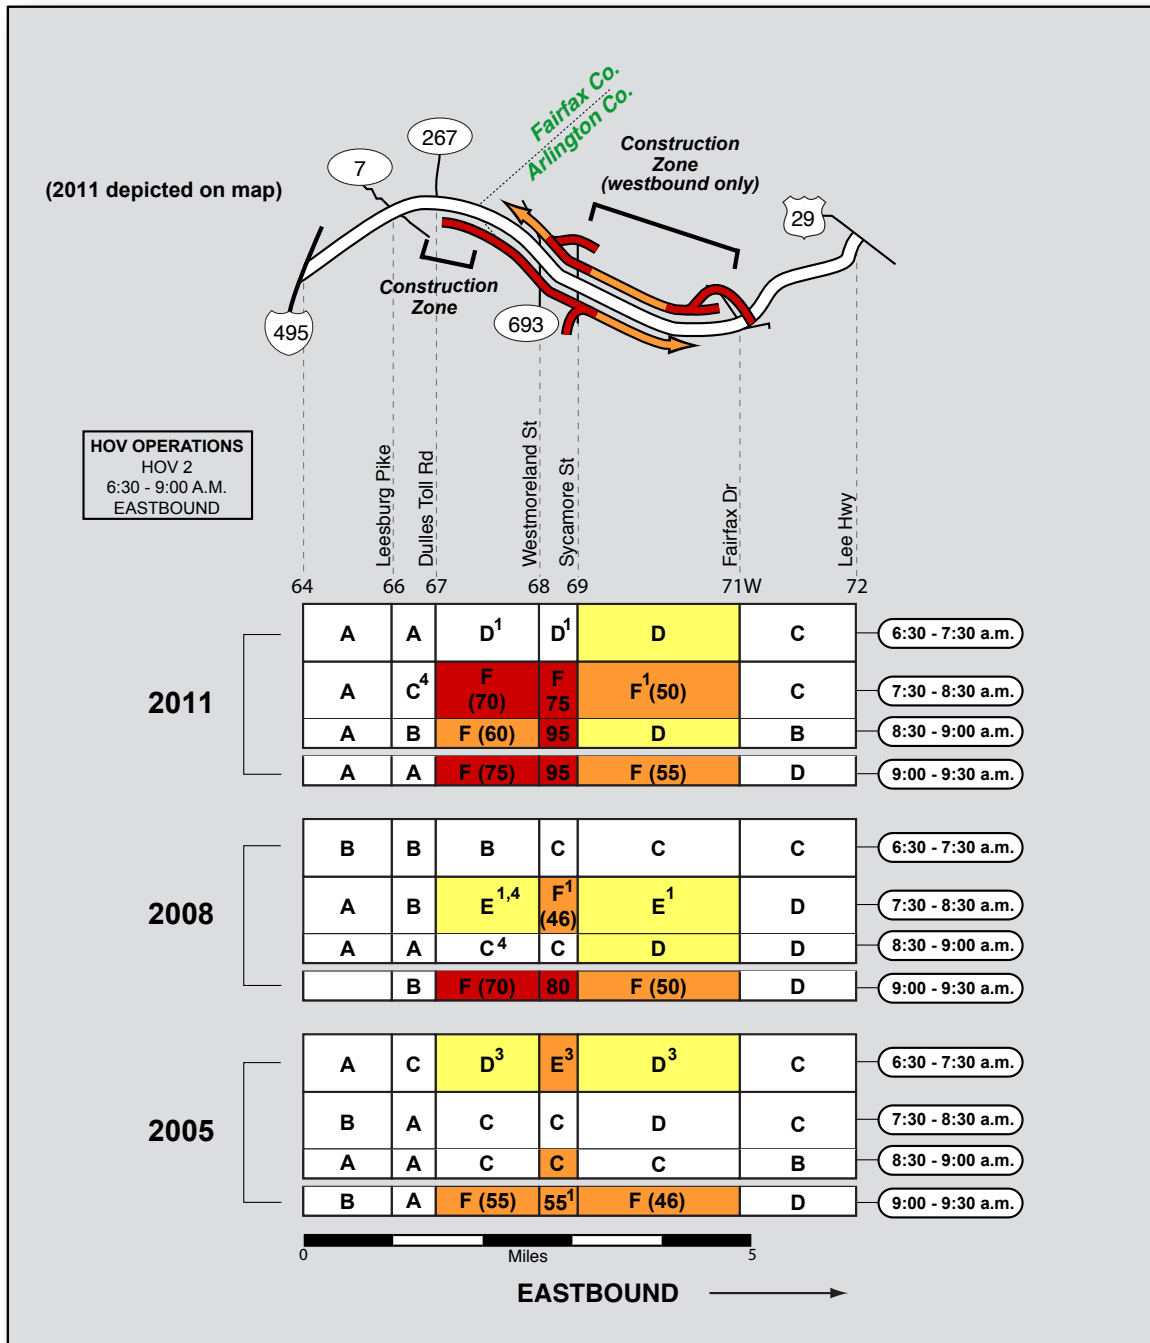 Fairfax Co.
Arlington Co.
267
7
Construction
Zone
(westbound only)
(2011 depicted on map)
29
Construction
Zone
693
495
HOV OPERATIONS
HOV 2
6:30 - 9:00 A.M.
EASTBOUND
Leesburg Pike
Dulles Toll Rd
Westmoreland St
Sycamore St
Fairfax Dr
Lee Hwy
64 66 67 68 69 71W 72
2011
A A D1 D1 D C 6:30 - 7:30 a.m.
A C4 F (70) F 75 F1(50) C 7:30 - 8:30 a.m.
A B F (60) 95 D B 8:30 - 9:00 a.m.
A A F (75) 95 F (55) D 9:00 - 9:30 a.m.
2008
B B B C C C 6:30 - 7:30 a.m.
A B E1,4 F1 (46) E1 D 7:30 - 8:30 a.m.
A A C4 C D D 8:30 - 9:00 a.m.
B F (70) 80 F (50) D 9:00 - 9:30 a.m.
2005
A C D3 E3 D3 C 6:30 - 7:30 a.m.
B A C C D C 7:30 - 8:30 a.m.
A A C C C B 8:30 - 9:00 a.m.
B A F (55) 551 F (46) D 9:00 - 9:30 a.m.
0 Miles 5
EASTBOUND